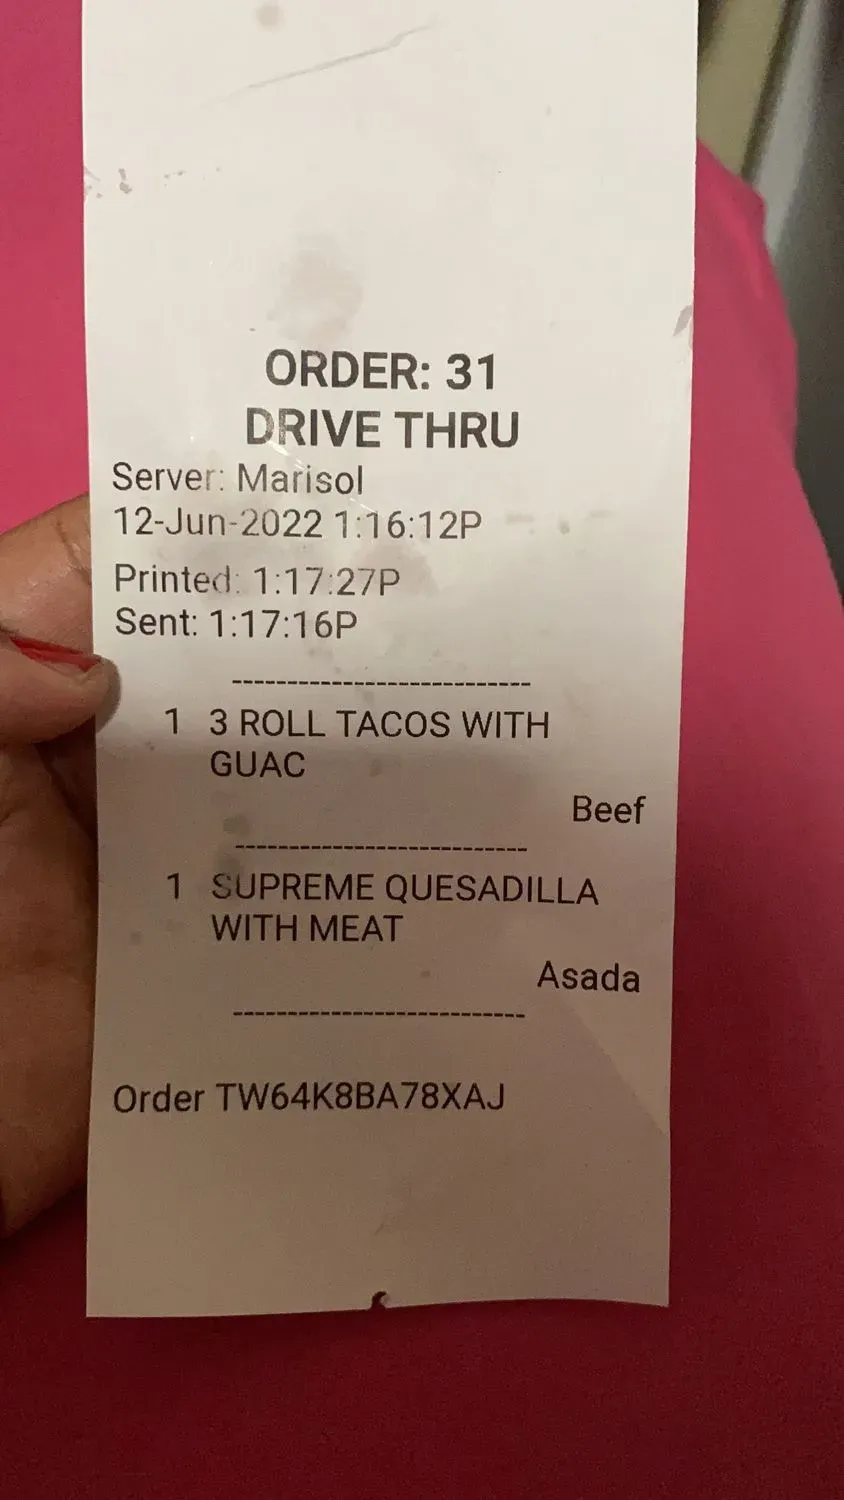 ORDER: 31
DRIVE THRU
Server: Marisol
12-Jun-2022 1:16:12P
Printed: 1:17:27P
Sent: 1:17:16P
---------------------------
1 3 ROLL TACOS WITH
GUAC
Beef
---------------------------
1 SUPREME QUESADILLA
WITH MEAT
Asada
---------------------------
Order TW64K8BA78XAJ